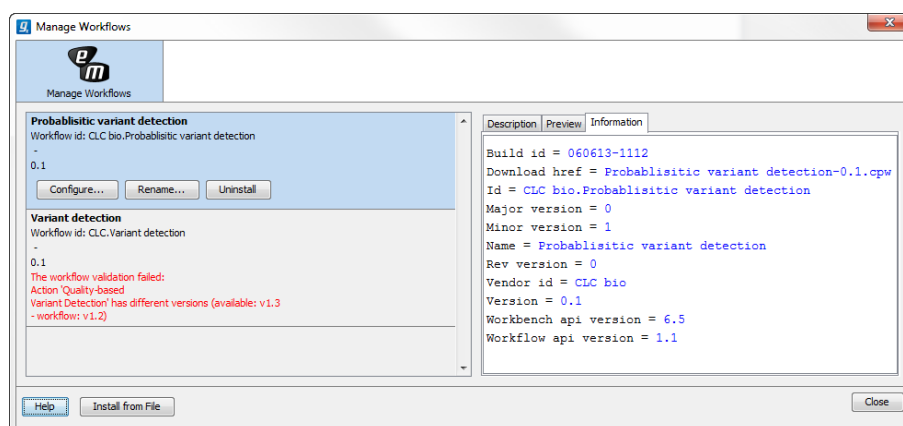 Manage Workflows
em
Manage Workflows
Probablisitic variant detection
Workflow id: CLC bio.Probablisitic variant detection
-
0.1
Configure... Rename... Uninstall
Variant detection
Workflow id: CLC.Variant detection
-
0.1
The workflow validation failed:
Action 'Quality-based
Variant Detection' has different versions (available: v1.3
- workflow: v1.2)
Description Preview Information
Build id = 060613-1112
Download href = Probablisitic variant detection-0.1.cpw
Id = CLC bio.Probablisitic variant detection
Major version = 0
Minor version = 1
Name = Probablisitic variant detection
Rev version = 0
Vendor id = CLC bio
Version = 0.1
Workbench api version = 6.5
Workflow api version = 1.1
Help Install from File Close